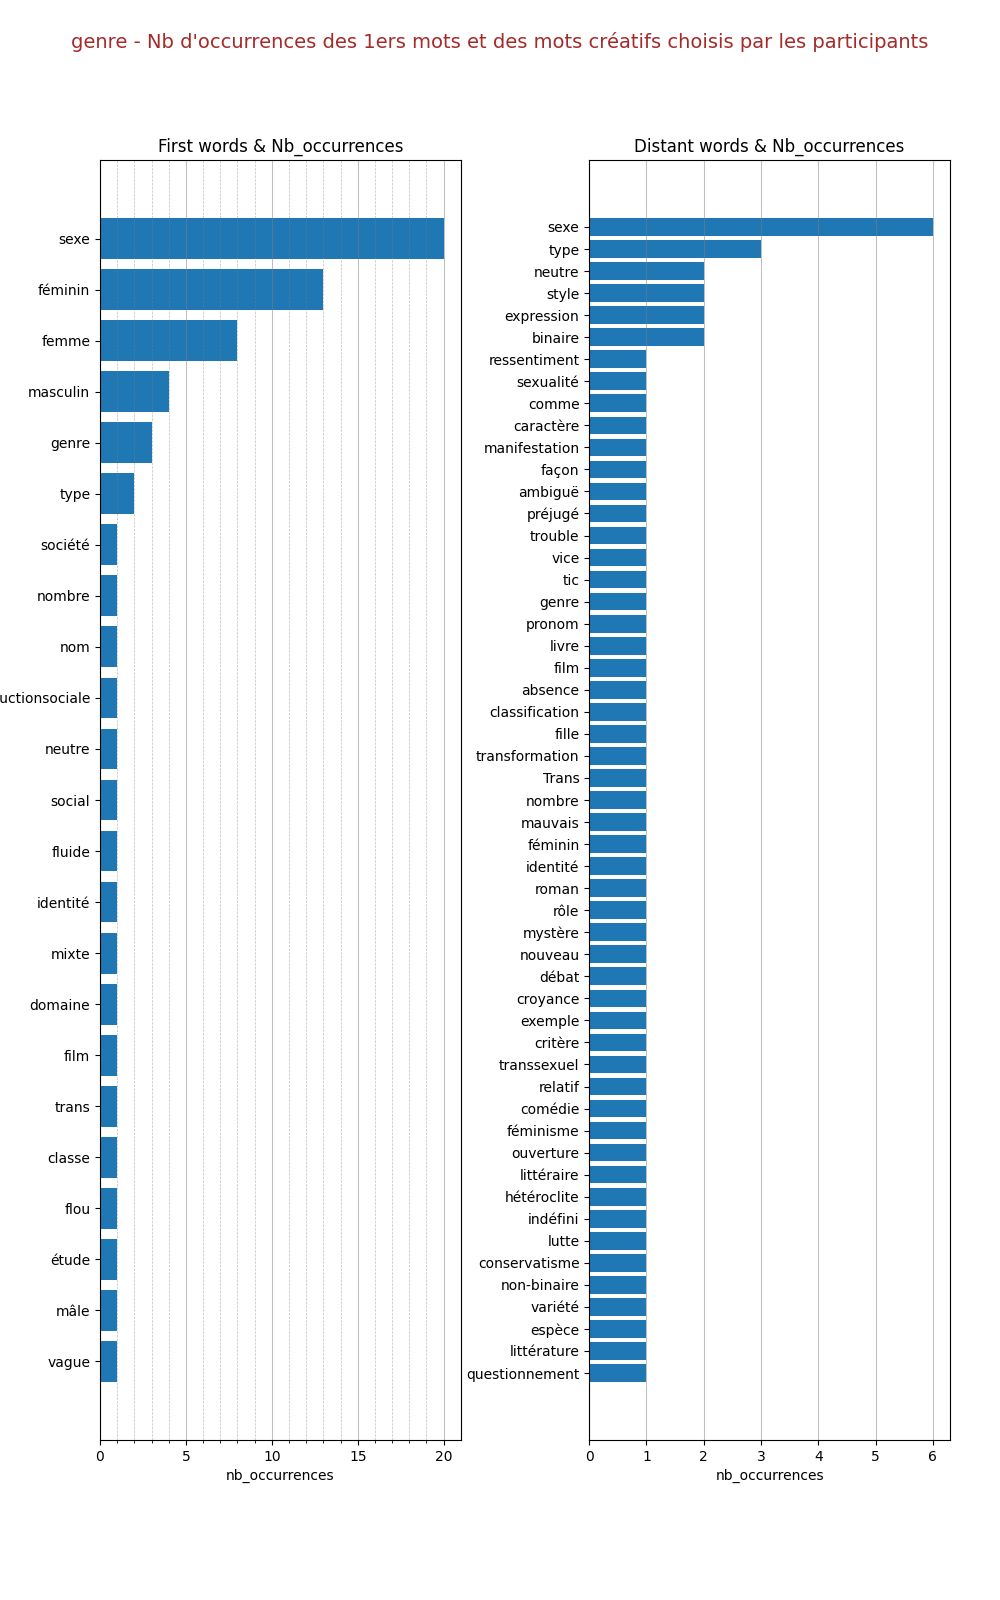 genre - Nb d'occurrences des 1ers mots et des mots créatifs choisis par les participants
First words & Nb_occurrences
sexe
féminin
femme
masculin
genre
type
société
nombre
nom
uctionsociale
neutre
social
fluide
identité
mixte
domaine
film
trans
classe
flou
étude
mâle
vague
0 5 10 15 20
nb_occurrences
Distant words & Nb_occurrences
sexe
type
neutre
style
expression
binaire
ressentiment
sexualité
comme
caractère
manifestation
façon
ambiguë
préjugé
trouble
vice
tic
genre
pronom
livre
film
absence
classification
fille
transformation
Trans
nombre
mauvais
féminin
identité
roman
rôle
mystère
nouveau
débat
croyance
exemple
critère
transsexuel
relatif
comédie
féminisme
ouverture
littéraire
hétéroclite
indéfini
lutte
conservatisme
non-binaire
variété
espèce
littérature
questionnement
0 1 2 3 4 5 6
nb_occurrences